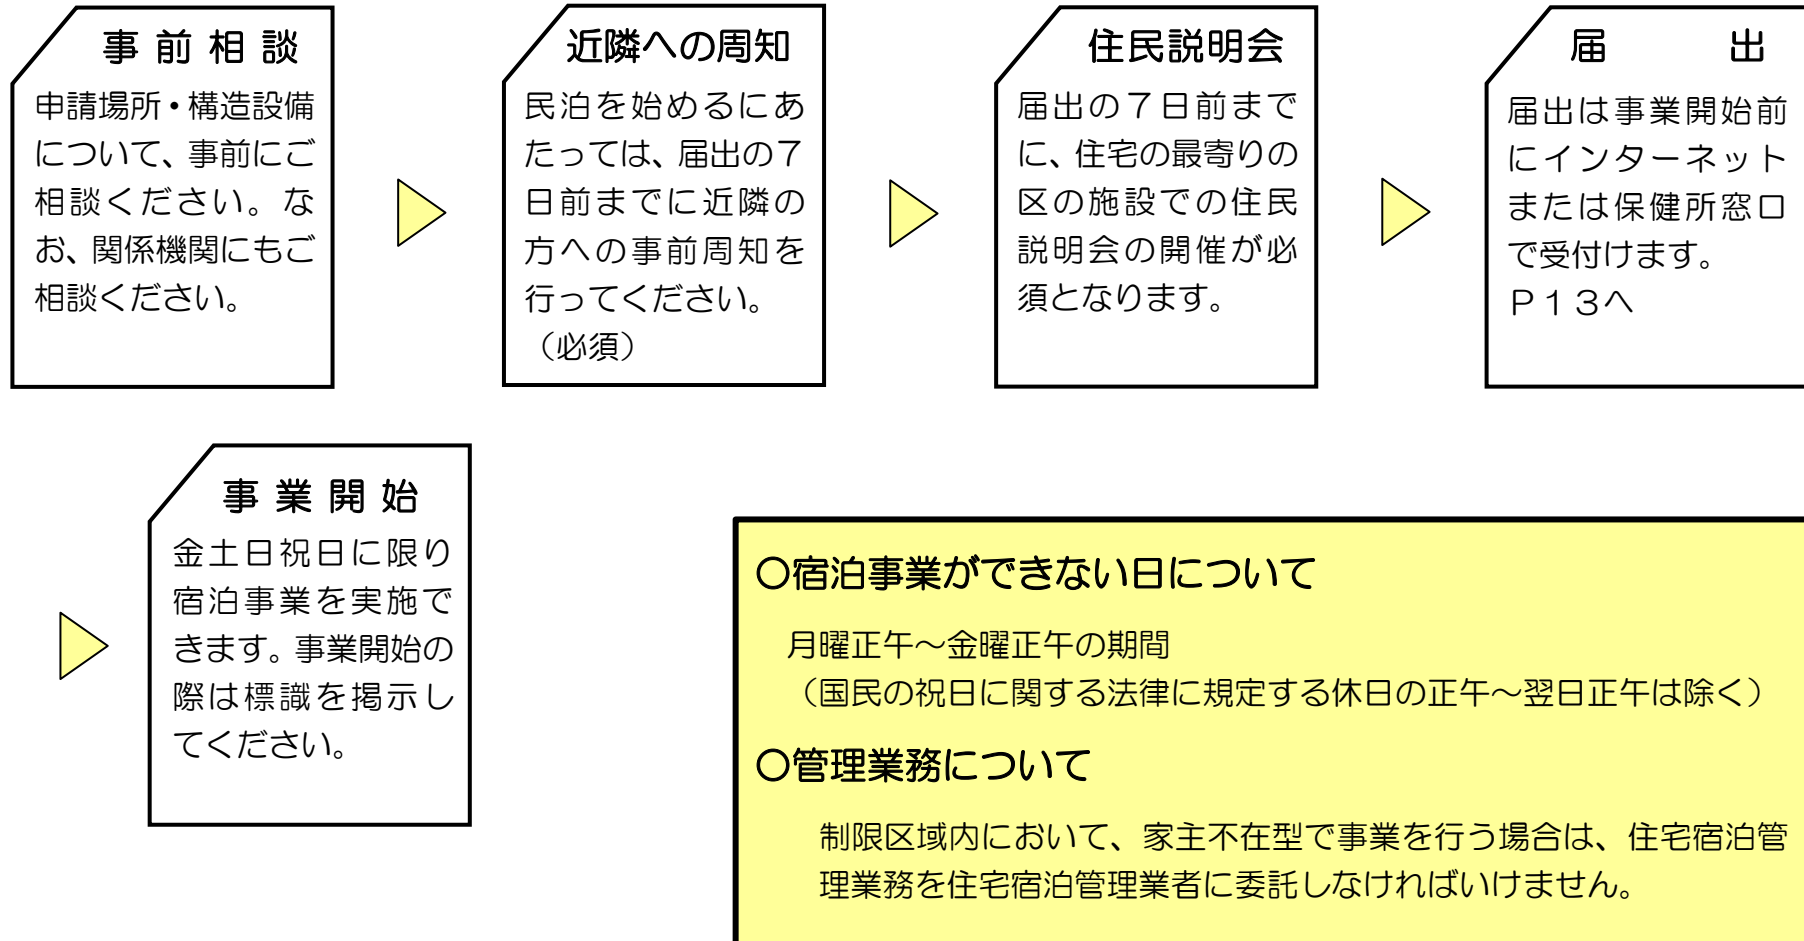 事前相談
申請場所・構造設備
について、事前にご
相談ください。な
お、関係機関にもご
相談ください。
近隣への周知
民泊を始めるにあ
たっては、届出の７
日前までに近隣の
方への事前周知を
行ってください。
（必須）
住民説明会
届出の７日前まで
に、住宅の最寄りの
区の施設での住民
説明会の開催が必
須となります。
届　出
届出は事業開始前
にインターネット
または保健所窓口
で受付けます。
Ｐ１３へ
事業開始
金土日祝日に限り
宿泊事業を実施で
きます。事業開始の
際は標識を掲示し
てください。
〇宿泊事業ができない日について
月曜正午～金曜正午の期間
（国民の祝日に関する法律に規定する休日の正午～翌日正午は除く）
〇管理業務について
制限区域内において、家主不在型で事業を行う場合は、住宅宿泊管
理業務を住宅宿泊管理業者に委託しなければいけません。